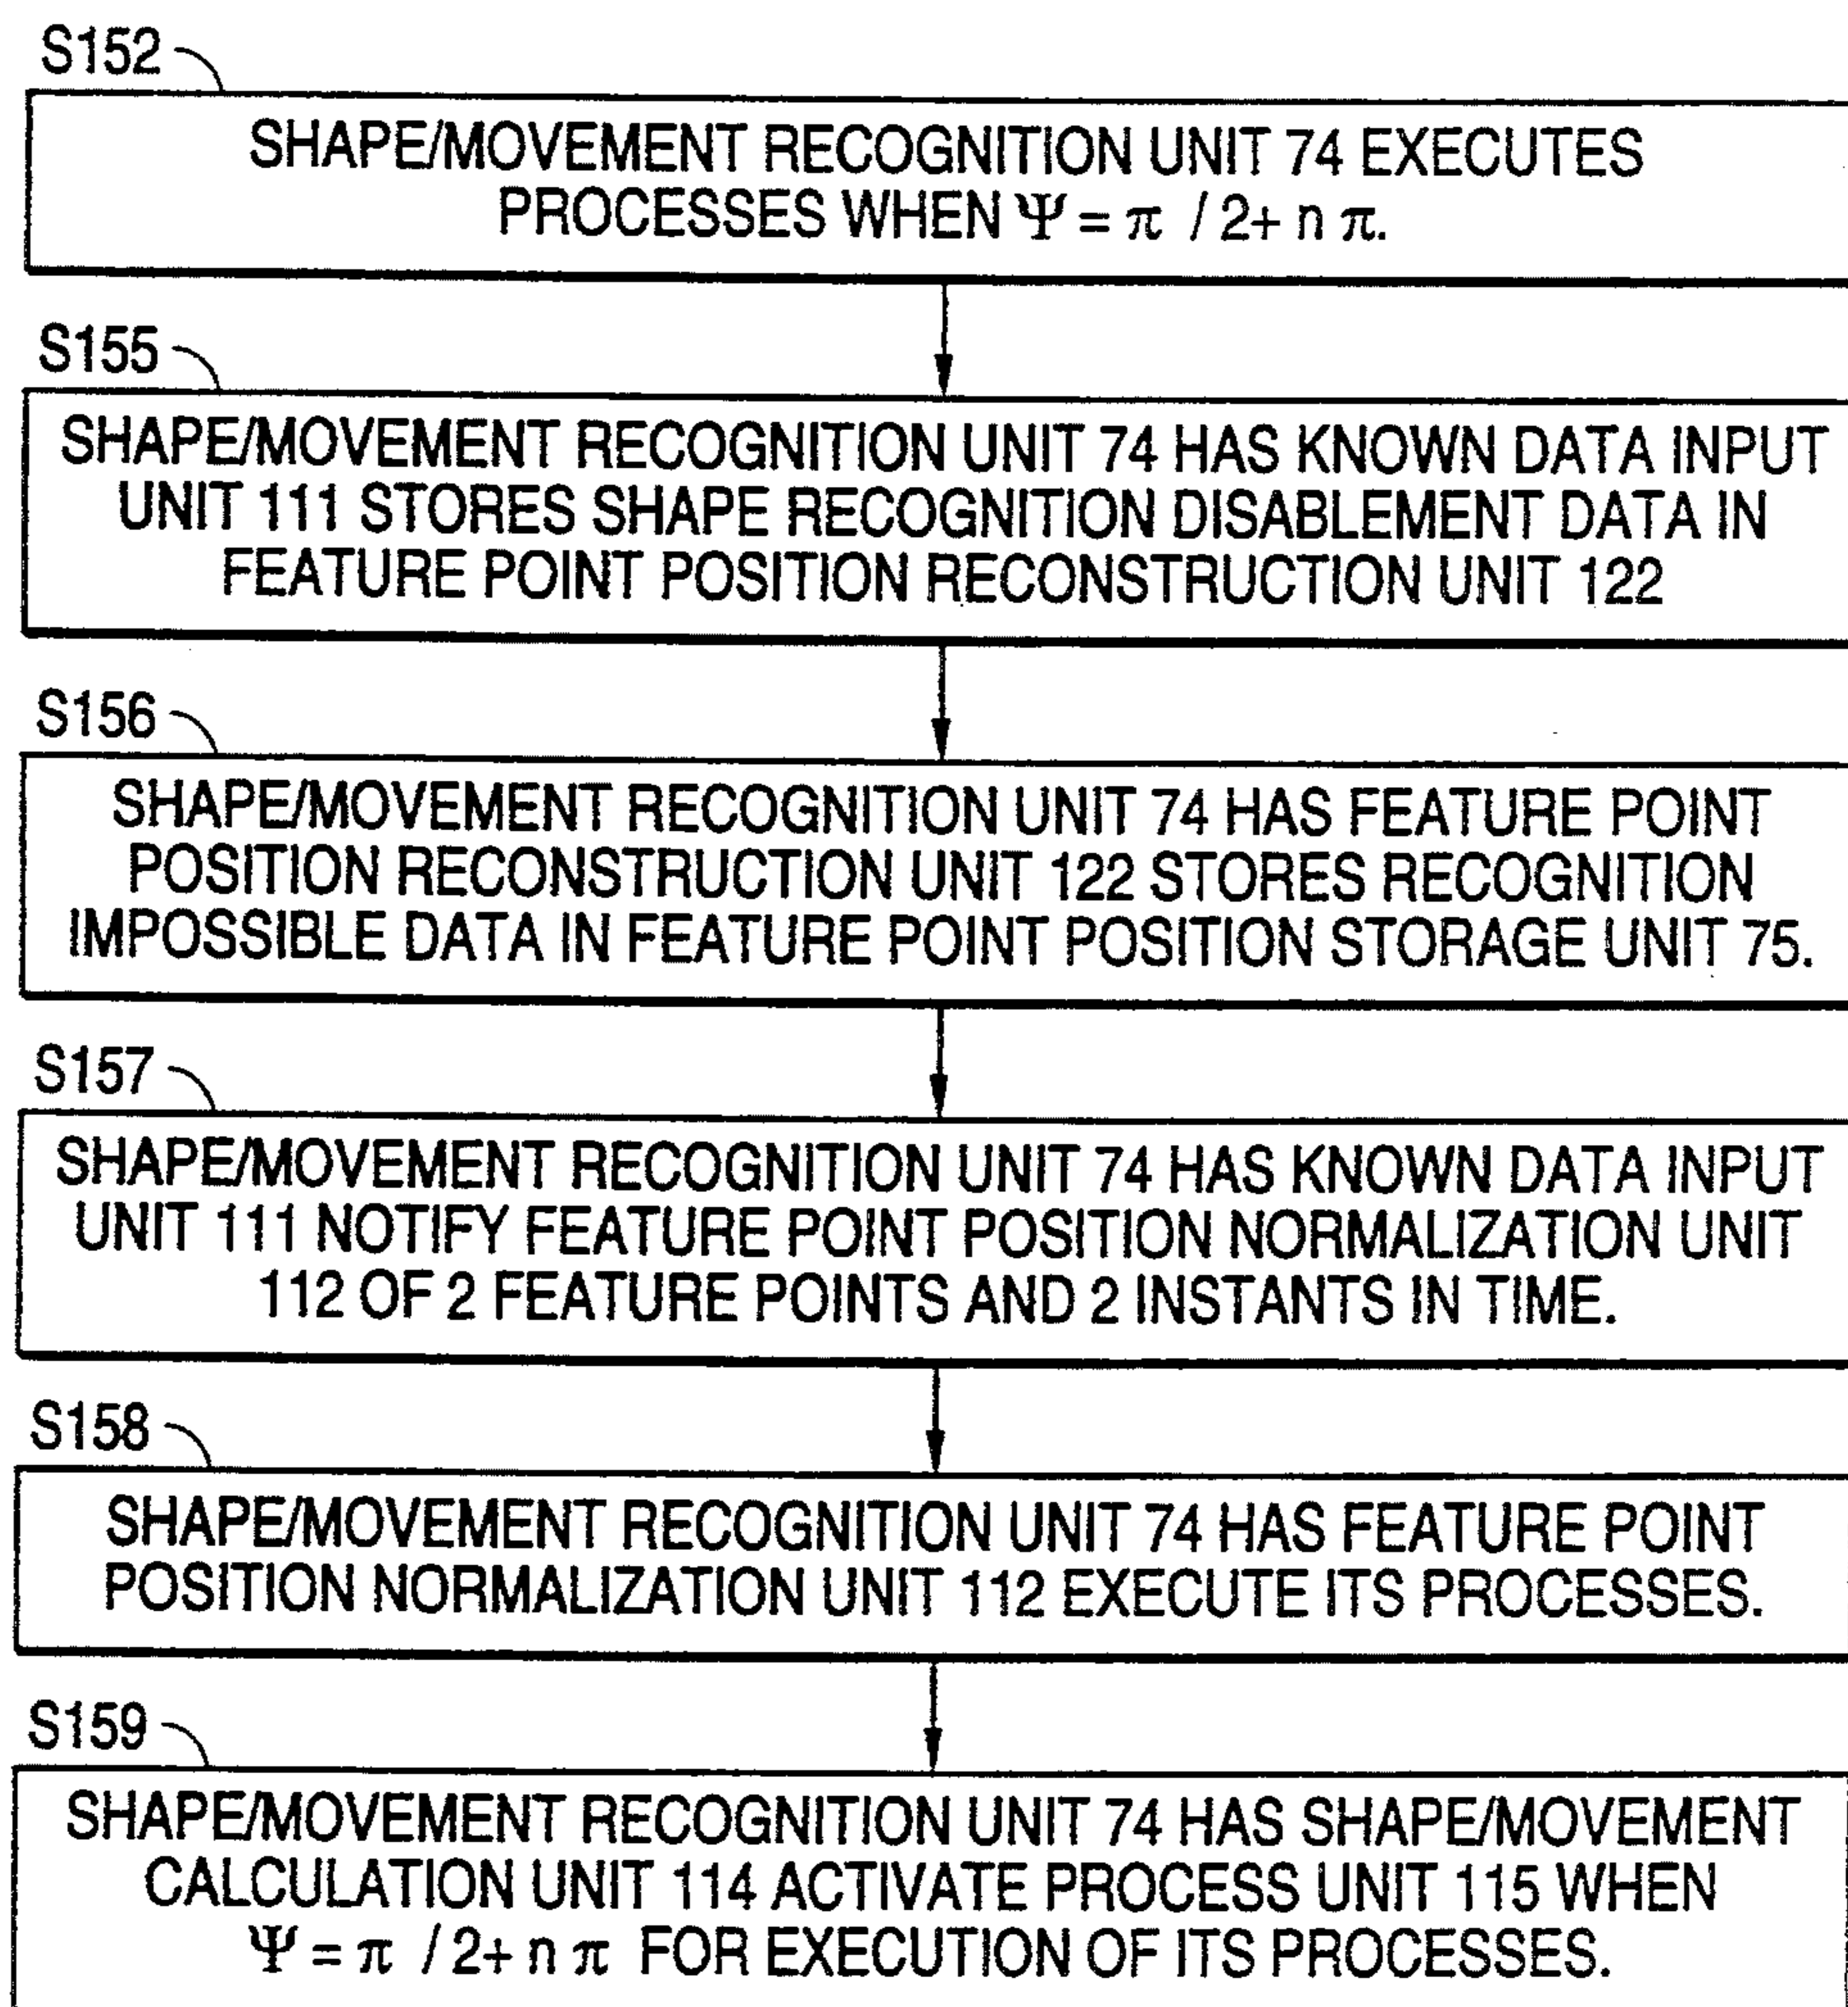 S152
SHAPE/MOVEMENT RECOGNITION UNIT 74 EXECUTES
PROCESSES WHEN Ψ = π / 2+ n π.
S155
SHAPE/MOVEMENT RECOGNITION UNIT 74 HAS KNOWN DATA INPUT
UNIT 111 STORES SHAPE RECOGNITION DISABLEMENT DATA IN
FEATURE POINT POSITION RECONSTRUCTION UNIT 122
S156
SHAPE/MOVEMENT RECOGNITION UNIT 74 HAS FEATURE POINT
POSITION RECONSTRUCTION UNIT 122 STORES RECOGNITION
IMPOSSIBLE DATA IN FEATURE POINT POSITION STORAGE UNIT 75.
S157
SHAPE/MOVEMENT RECOGNITION UNIT 74 HAS KNOWN DATA INPUT
UNIT 111 NOTIFY FEATURE POINT POSITION NORMALIZATION UNIT
112 OF 2 FEATURE POINTS AND 2 INSTANTS IN TIME.
S158
SHAPE/MOVEMENT RECOGNITION UNIT 74 HAS FEATURE POINT
POSITION NORMALIZATION UNIT 112 EXECUTE ITS PROCESSES.
S159
SHAPE/MOVEMENT RECOGNITION UNIT 74 HAS SHAPE/MOVEMENT
CALCULATION UNIT 114 ACTIVATE PROCESS UNIT 115 WHEN
Ψ = π / 2+ n π FOR EXECUTION OF ITS PROCESSES.